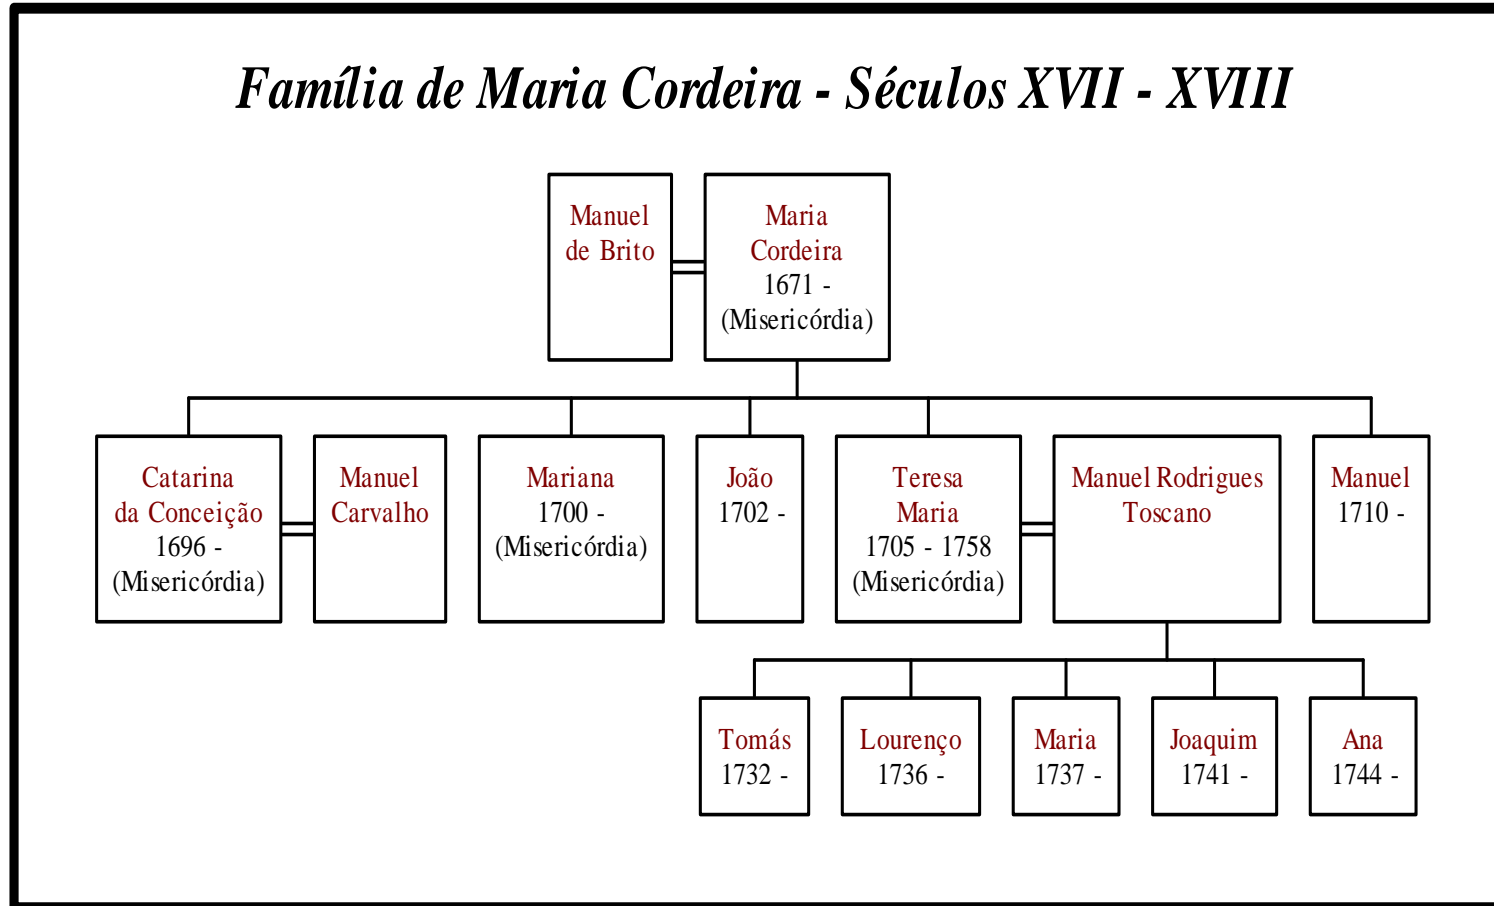 Família de Maria Cordeira - Séculos XVII - XVIII
Manuel
de Brito
Maria
Cordeira
1671 -
(Misericórdia)
Catarina
da Conceição
1696 -
(Misericórdia)
Manuel
Carvalho
Mariana
1700 -
(Misericórdia)
João
1702 -
Teresa
Maria
1705 - 1758
(Misericórdia)
Manuel Rodrigues
Toscano
Manuel
1710 -
Tomás
1732 -
Lourenço
1736 -
Maria
1737 -
Joaquim
1741 -
Ana
1744 -